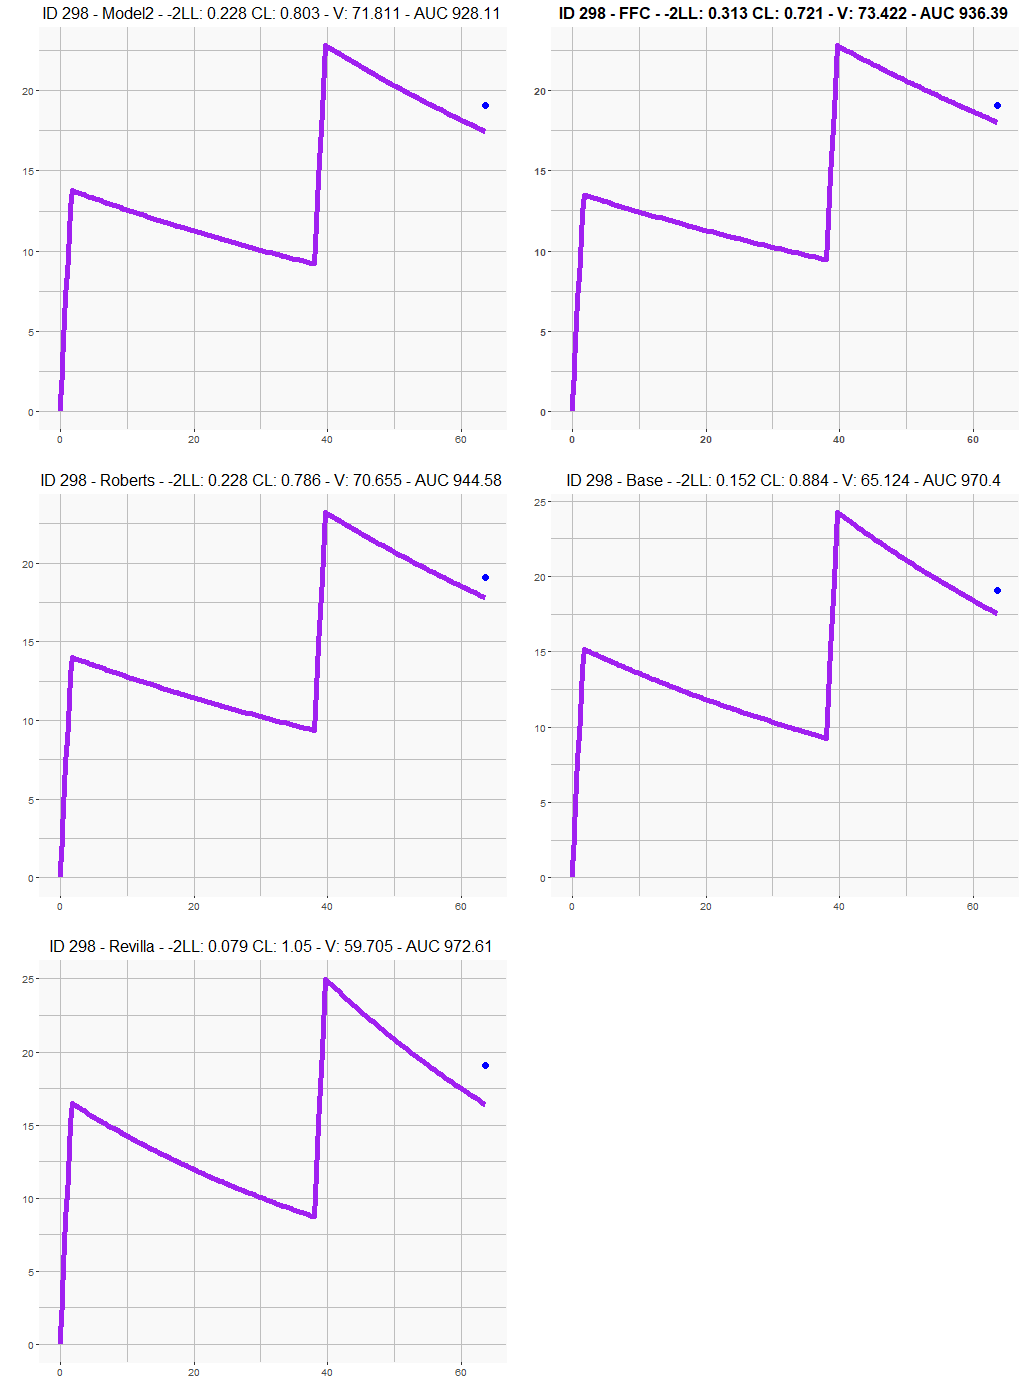 ID 298 - Model2 - -2LL: 0.228 CL: 0.803 - V: 71.811 - AUC 928.11
20
15
10
5
0
0 20 40 60
ID 298 - FFC - -2LL: 0.313 CL: 0.721 - V: 73.422 - AUC 936.39
20
15
10
5
0
0 20 40 60
ID 298 - Roberts - -2LL: 0.228 CL: 0.786 - V: 70.655 - AUC 944.58
20
15
10
5
0
0 20 40 60
ID 298 - Base - -2LL: 0.152 CL: 0.884 - V: 65.124 - AUC 970.4
25
20
15
10
5
0
0 20 40 60
ID 298 - Revilla - -2LL: 0.079 CL: 1.05 - V: 59.705 - AUC 972.61
25
20
15
10
5
0
0 20 40 60